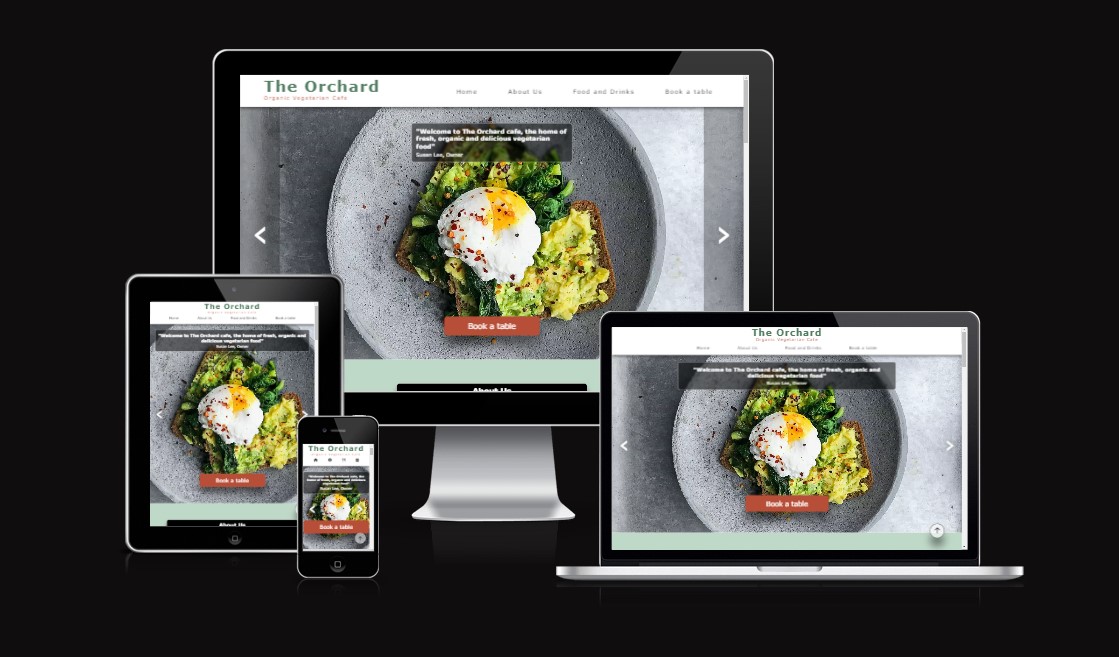 The Orchard
Organic Vegetarian Cafe
Home About Us Food and Drinks Book a table
"Welcome to The Orchard cafe, the home of
fresh, organic and delicious vegetarian
food"
Susan Lee, Owner
Book a table
About Us
The Orchard
Organic Vegetarian Cafe
Home About Us Food and Drinks Book a table
"Welcome to The Orchard cafe, the home of fresh, organic and
delicious vegetarian food"
Susan Lee, Owner
Book a table
About Us
The Orchard
"Welcome to The Orchard cafe, the
home of fresh, organic and delicious
vegetarian food"
Susan Lee, Owner
Book a table
The Orchard
Organic Vegetarian Cafe
Home About Us Food and Drinks Book a table
"Welcome to The Orchard cafe, the home of fresh, organic and
delicious vegetarian food"
Susan Lee, Owner
Book a table